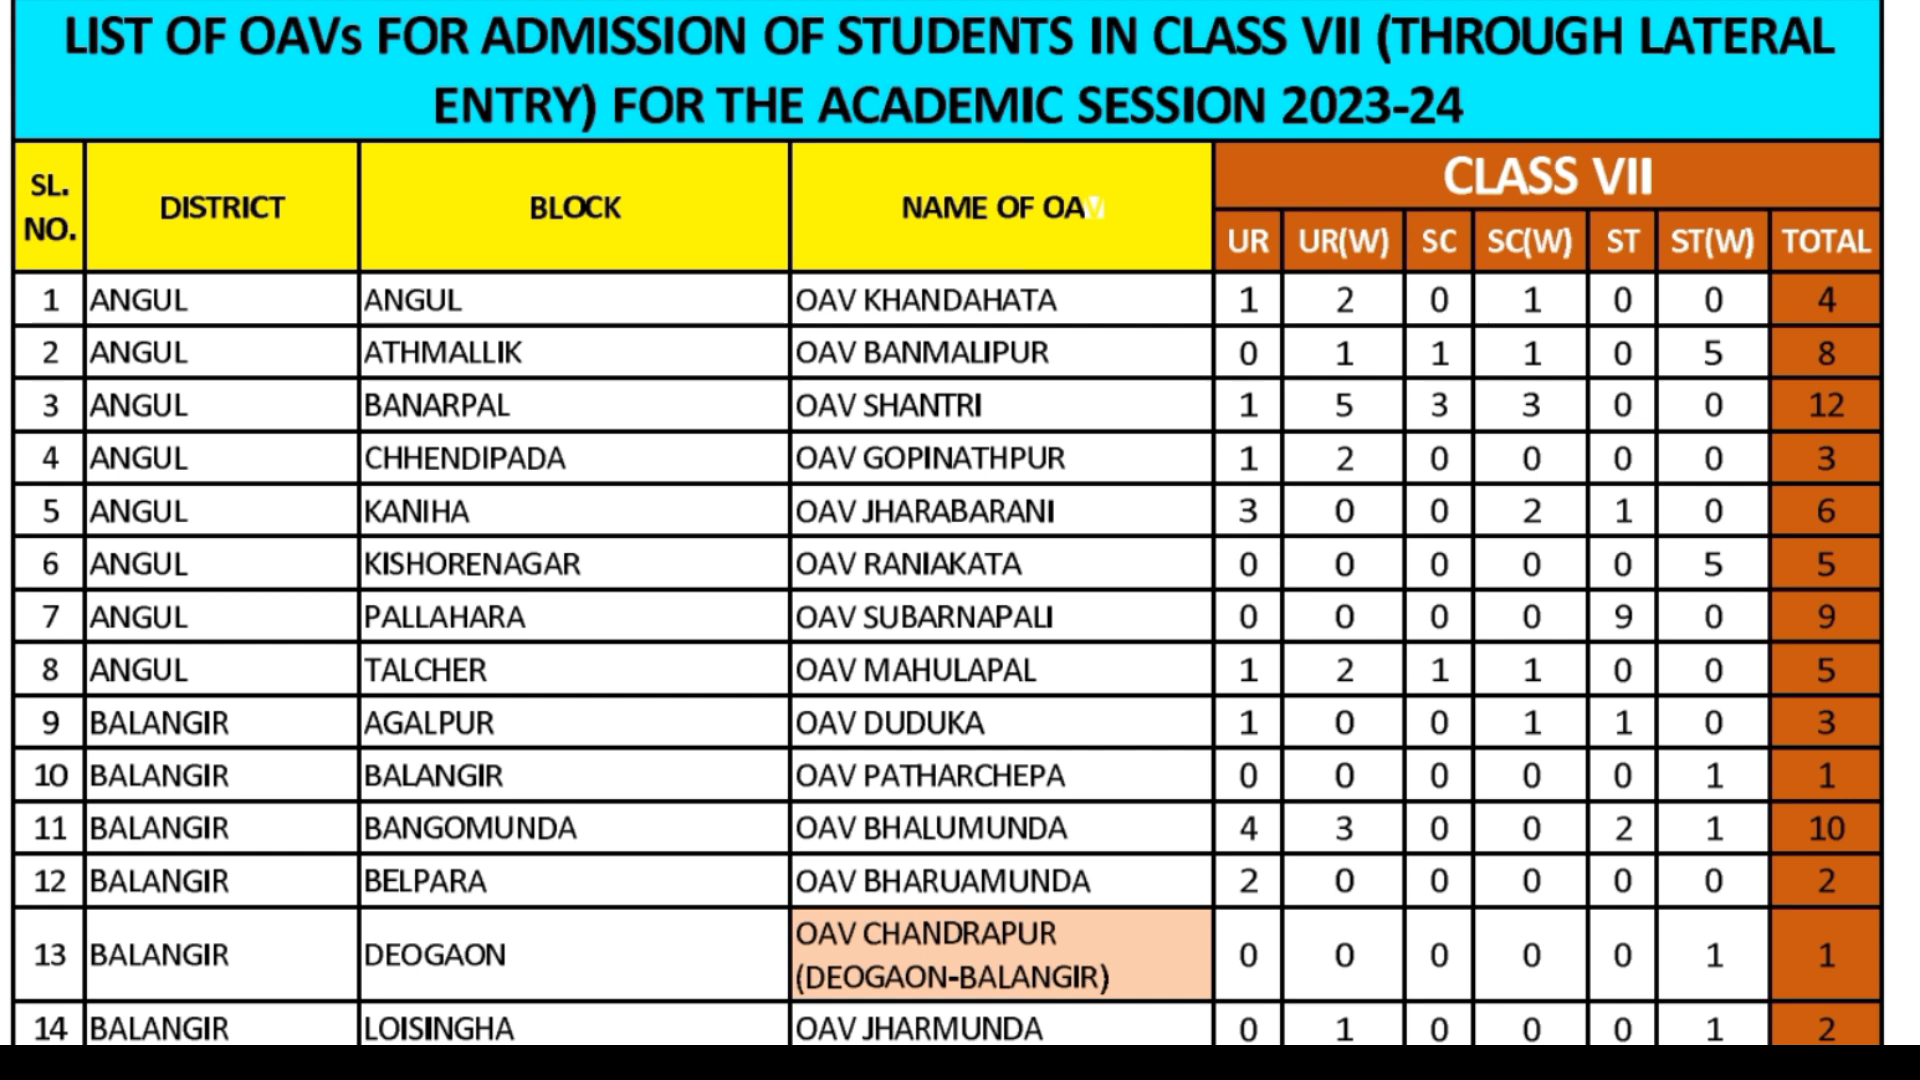 LIST OF OAVs FOR ADMISSION OF STUDENTS IN CLASS VII (THROUGH LATERAL
ENTRY) FOR THE ACADEMIC SESSION 2023-24
SL. NO. DISTRICT BLOCK NAME OF OAV CLASS VII
UR UR(W) SC SC(W) ST ST(W) TOTAL
1 ANGUL ANGUL OAV KHANDAHATA 1 2 0 1 0 0 4
2 ANGUL ATHMALLIK OAV BANMALIPUR 0 1 1 1 0 5 8
3 ANGUL BANARPAL OAV SHANTRI 1 5 3 3 0 0 12
4 ANGUL CHHENDIPADA OAV GOPINATHPUR 1 2 0 0 0 0 3
5 ANGUL KANIHA OAV JHARABARANI 3 0 0 2 1 0 6
6 ANGUL KISHORENAGAR OAV RANIAKATA 0 0 0 0 0 5 5
7 ANGUL PALLAHARA OAV SUBARNAPALI 0 0 0 0 9 0 9
8 ANGUL TALCHER OAV MAHULAPAL 1 2 1 1 0 0 5
9 BALANGIR AGALPUR OAV DUDUKA 1 0 0 1 1 0 3
10 BALANGIR BALANGIR OAV PATHARCHEPA 0 0 0 0 0 1 1
11 BALANGIR BANGOMUNDA OAV BHALUMUNDA 4 3 0 0 2 1 10
12 BALANGIR BELPARA OAV BHARUAMUNDA 2 0 0 0 0 0 2
13 BALANGIR DEOGAON OAV CHANDRAPUR (DEOGAON-BALANGIR) 0 0 0 0 0 1 1
14 BALANGIR LOISINGHA OAV JHARMUNDA 0 1 0 0 0 1 2